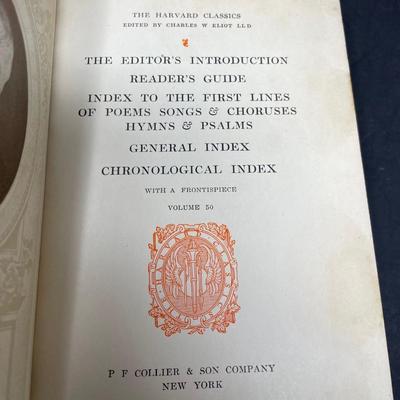 THE HARVARD CLASSICS
EDITED BY CHARLES W ELIOT LL D
THE EDITOR'S INTRODUCTION
READER'S GUIDE
INDEX TO THE FIRST LINES
OF POEMS SONGS & CHORUSES
HYMNS & PSALMS
GENERAL INDEX
CHRONOLOGICAL INDEX
WITH A FRONTISPIECE
VOLUME 50
P F COLLIER & SON COMPANY
NEW YORK